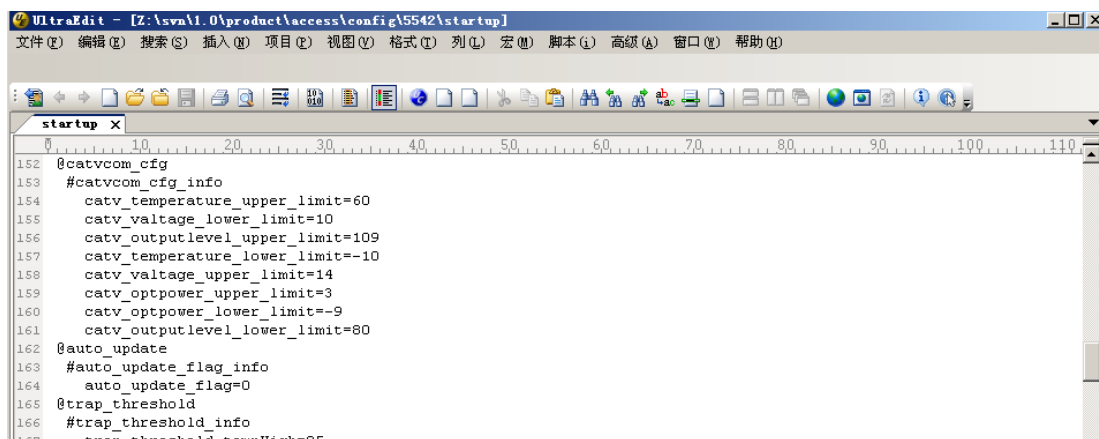 UltraEdit - [Z:\svn\1.0\product\access\config\5542\startup]
文件(F) 编辑(E) 搜索(S) 插入(N) 项目(P) 视图(V) 格式(T) 列(L) 宏(M) 脚本(i) 高级(A) 窗口(W) 帮助(H)
startup X
0 10 20 30 40 50 60 70 80 90 100 110
152 @catvcom_cfg
153 #catvcom_cfg_info
154 catv_temperature_upper_limit=60
155 catv_valtage_lower_limit=10
156 catv_outputlevel_upper_limit=109
157 catv_temperature_lower_limit=-10
158 catv_valtage_upper_limit=14
159 catv_optpower_upper_limit=3
160 catv_optpower_lower_limit=-9
161 catv_outputlevel_lower_limit=80
162 @auto_update
163 #auto_update_flag_info
164 auto_update_flag=0
165 @trap_threshold
166 #trap_threshold_info